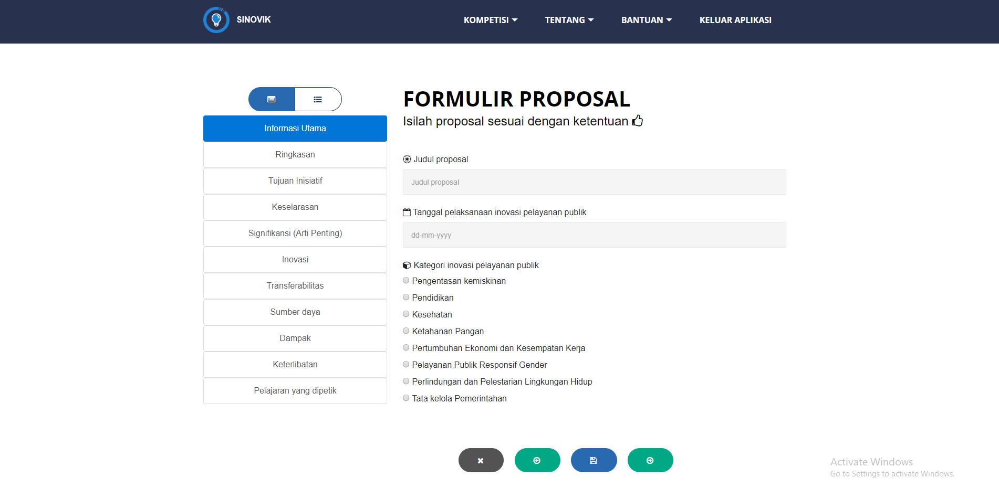 SINOVIK
KOMPETISI
TENTANG
BANTUAN
KELUAR APLIKASI
Informasi Utama
Ringkasan
Tujuan Inisiatif
Keselarasan
Signifikansi (Arti Penting)
Inovasi
Transferabilitas
Sumber daya
Dampak
Keterlibatan
Pelajaran yang dipetik
FORMULIR PROPOSAL
Isilah proposal sesuai dengan ketentuan
Judul proposal
Judul proposal
Tanggal pelaksanaan inovasi pelayanan publik
dd-mm-yyyy
Kategori inovasi pelayanan publik
Pengentasan kemiskinan
Pendidikan
Kesehatan
Ketahanan Pangan
Pertumbuhan Ekonomi dan Kesempatan Kerja
Pelayanan Publik Responsif Gender
Perlindungan dan Pelestarian Lingkungan Hidup
Tata kelola Pemerintahan
Activate Windows
Go to Settings to activate Windows.